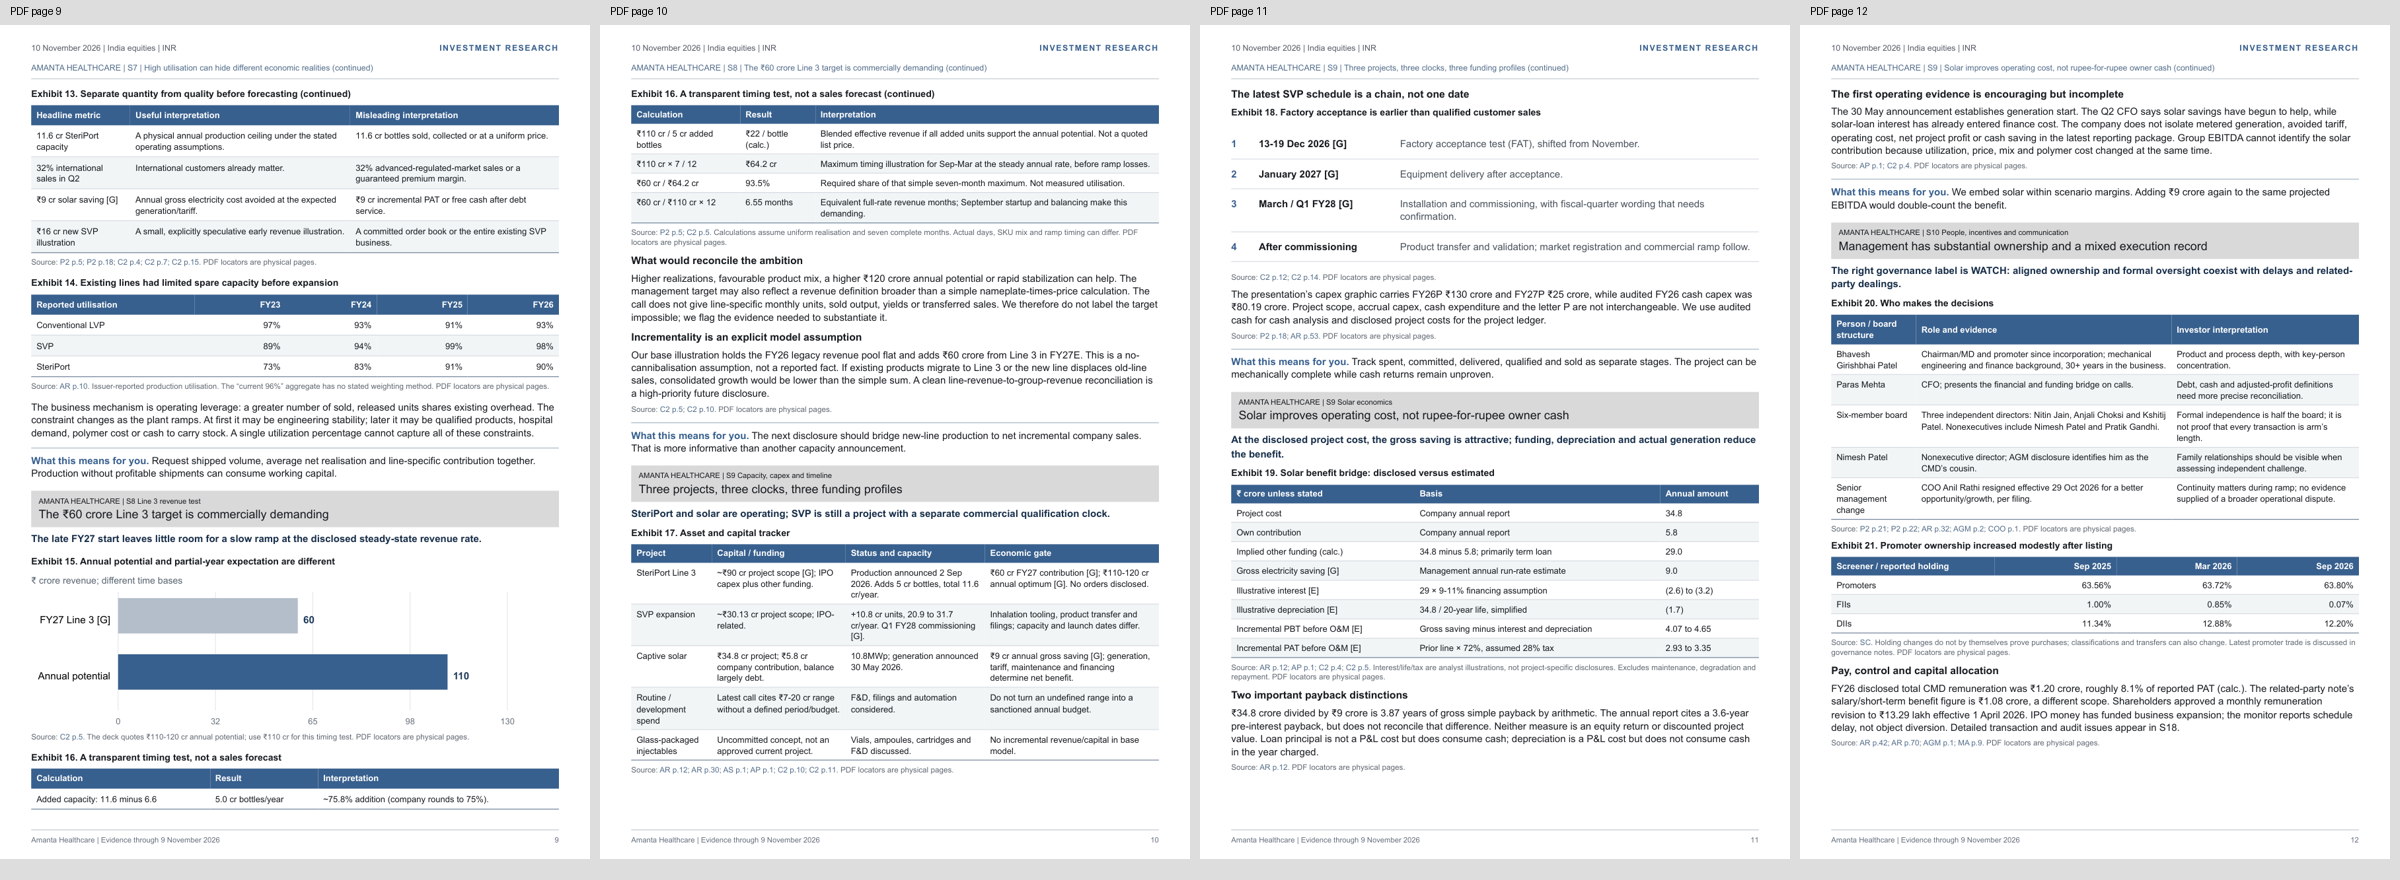 PDF page 9
10 November 2026 | India equities | INR
INVESTMENT RESEARCH
AMANTA HEALTHCARE | S7 | High utilisation can hide different economic realities (continued)
Exhibit 13. Separate quantity from quality before forecasting (continued)
Headline metric Useful interpretation Misleading interpretation
11.6 cr SteriPort capacity A physical annual production ceiling under the stated operating assumptions. 11.6 cr bottles sold, collected or at a uniform price.
32% international sales in Q2 International customers already matter. 32% advanced-regulated-market sales or a guaranteed premium margin.
₹9 cr solar saving [G] Annual gross electricity cost avoided at the expected generation/tariff. ₹9 cr incremental PAT or free cash after debt service.
₹16 cr new SVP illustration A small, explicitly speculative early revenue illustration. A committed order book or the entire existing SVP business.
Source: P2 p.5; P2 p.18; C2 p.4; C2 p.7; C2 p.15. PDF locators are physical pages.
Exhibit 14. Existing lines had limited spare capacity before expansion
Reported utilisation FY23 FY24 FY25 FY26
Conventional LVP 97% 93% 91% 93%
SVP 89% 94% 99% 98%
SteriPort 73% 83% 91% 90%
Source: AR p.10. Issuer-reported production utilisation. The “current 96%” aggregate has no stated weighting method. PDF locators are physical pages.
The business mechanism is operating leverage: a greater number of sold, released units shares existing overhead. The
constraint changes as the plant ramps. At first it may be engineering stability; later it may be qualified products, hospital
demand, polymer cost or cash to carry stock. A single utilization percentage cannot capture all of these constraints.
What this means for you. Request shipped volume, average net realisation and line-specific contribution together.
Production without profitable shipments can consume working capital.
AMANTA HEALTHCARE | S8 Line 3 revenue test
The ₹60 crore Line 3 target is commercially demanding
The late FY27 start leaves little room for a slow ramp at the disclosed steady-state revenue rate.
Exhibit 15. Annual potential and partial-year expectation are different
₹ crore revenue; different time bases
FY27 Line 3 [G] 60
Annual potential 110
0 32 65 98 130
Source: C2 p.5. The deck quotes ₹110-120 cr annual potential; use ₹110 cr for this timing test. PDF locators are physical pages.
Exhibit 16. A transparent timing test, not a sales forecast
Calculation Result Interpretation
Added capacity: 11.6 minus 6.6 5.0 cr bottles/year ~75.8% addition (company rounds to 75%).
Amanta Healthcare | Evidence through 9 November 2026 9
PDF page 10
10 November 2026 | India equities | INR
INVESTMENT RESEARCH
AMANTA HEALTHCARE | S8 | The ₹60 crore Line 3 target is commercially demanding (continued)
Exhibit 16. A transparent timing test, not a sales forecast (continued)
Calculation Result Interpretation
₹110 cr / 5 cr added bottles ₹22 / bottle (calc.) Blended effective revenue if all added units support the annual potential. Not a quoted list price.
₹110 cr × 7 / 12 ₹64.2 cr Maximum timing illustration for Sep-Mar at the steady annual rate, before ramp losses.
₹60 cr / ₹64.2 cr 93.5% Required share of that simple seven-month maximum. Not measured utilisation.
₹60 cr / ₹110 cr × 12 6.55 months Equivalent full-rate revenue months; September startup and balancing make this demanding.
Source: P2 p.5; C2 p.5. Calculations assume uniform realisation and seven complete months. Actual days, SKU mix and ramp timing can differ. PDF
locators are physical pages.
What would reconcile the ambition
Higher realizations, favourable product mix, a higher ₹120 crore annual potential or rapid stabilization can help. The
management target may also reflect a revenue definition broader than a simple nameplate-times-price calculation. The
call does not give line-specific monthly units, sold output, yields or transferred sales. We therefore do not label the target
impossible; we flag the evidence needed to substantiate it.
Incrementality is an explicit model assumption
Our base illustration holds the FY26 legacy revenue pool flat and adds ₹60 crore from Line 3 in FY27E. This is a no-
cannibalisation assumption, not a reported fact. If existing products migrate to Line 3 or the new line displaces old-line
sales, consolidated growth would be lower than the simple sum. A clean line-revenue-to-group-revenue reconciliation is
a high-priority future disclosure.
Source: C2 p.5; C2 p.10. PDF locators are physical pages.
What this means for you. The next disclosure should bridge new-line production to net incremental company sales.
That is more informative than another capacity announcement.
AMANTA HEALTHCARE | S9 Capacity, capex and timeline
Three projects, three clocks, three funding profiles
SteriPort and solar are operating; SVP is still a project with a separate commercial qualification clock.
Exhibit 17. Asset and capital tracker
Project Capital / funding Status and capacity Economic gate
SteriPort Line 3 ~₹90 cr project scope [G]; IPO capex plus other funding. Production announced 2 Sep 2026. Adds 5 cr bottles, total 11.6 cr/year. ₹60 cr FY27 contribution [G]; ₹110-120 cr annual optimum [G]. No orders disclosed.
SVP expansion ~₹30.13 cr project scope; IPO-related. +10.8 cr units, 20.9 to 31.7 cr/year. Q1 FY28 commissioning [G]. Inhalation tooling, product transfer and filings; capacity and launch dates differ.
Captive solar ₹34.8 cr project; ₹5.8 cr company contribution, balance largely debt. 10.8MWp; generation announced 30 May 2026. ₹9 cr annual gross saving [G]; generation, tariff, maintenance and financing determine net benefit.
Routine / development spend Latest call cites ₹7-20 cr range without a defined period/budget. F&D, filings and automation considered. Do not turn an undefined range into a sanctioned annual budget.
Glass-packaged injectables Uncommitted concept, not an approved current project. Vials, ampoules, cartridges and F&D discussed. No incremental revenue/capital in base model.
Source: AR p.12; AR p.30; AS p.1; AP p.1; C2 p.10; C2 p.11. PDF locators are physical pages.
Amanta Healthcare | Evidence through 9 November 2026 10
PDF page 11
10 November 2026 | India equities | INR
INVESTMENT RESEARCH
AMANTA HEALTHCARE | S9 | Three projects, three clocks, three funding profiles (continued)
The latest SVP schedule is a chain, not one date
Exhibit 18. Factory acceptance is earlier than qualified customer sales
1 13-19 Dec 2026 [G] Factory acceptance test (FAT), shifted from November.
2 January 2027 [G] Equipment delivery after acceptance.
3 March / Q1 FY28 [G] Installation and commissioning, with fiscal-quarter wording that needs confirmation.
4 After commissioning Product transfer and validation; market registration and commercial ramp follow.
Source: C2 p.12; C2 p.14. PDF locators are physical pages.
The presentation’s capex graphic carries FY26P ₹130 crore and FY27P ₹25 crore, while audited FY26 cash capex was
₹80.19 crore. Project scope, accrual capex, cash expenditure and the letter P are not interchangeable. We use audited
cash for cash analysis and disclosed project costs for the project ledger.
Source: P2 p.18; AR p.53. PDF locators are physical pages.
What this means for you. Track spent, committed, delivered, qualified and sold as separate stages. The project can be
mechanically complete while cash returns remain unproven.
AMANTA HEALTHCARE | S9 Solar economics
Solar improves operating cost, not rupee-for-rupee owner cash
At the disclosed project cost, the gross saving is attractive; funding, depreciation and actual generation reduce
the benefit.
Exhibit 19. Solar benefit bridge: disclosed versus estimated
₹ crore unless stated Basis Annual amount
Project cost Company annual report 34.8
Own contribution Company annual report 5.8
Implied other funding (calc.) 34.8 minus 5.8; primarily term loan 29.0
Gross electricity saving [G] Management annual run-rate estimate 9.0
Illustrative interest [E] 29 × 9-11% financing assumption (2.6) to (3.2)
Illustrative depreciation [E] 34.8 / 20-year life, simplified (1.7)
Incremental PBT before O&M [E] Gross saving minus interest and depreciation 4.07 to 4.65
Incremental PAT before O&M [E] Prior line × 72%, assumed 28% tax 2.93 to 3.35
Source: AR p.12; AP p.1; C2 p.4; C2 p.5. Interest/life/tax are analyst illustrations, not project-specific disclosures. Excludes maintenance, degradation and
repayment. PDF locators are physical pages.
Two important payback distinctions
₹34.8 crore divided by ₹9 crore is 3.87 years of gross simple payback by arithmetic. The annual report cites a 3.6-year
pre-interest payback, but does not reconcile that difference. Neither measure is an equity return or discounted project
value. Loan principal is not a P&L cost but does consume cash; depreciation is a P&L cost but does not consume cash
in the year charged.
Source: AR p.12. PDF locators are physical pages.
Amanta Healthcare | Evidence through 9 November 2026 11
PDF page 12
10 November 2026 | India equities | INR
INVESTMENT RESEARCH
AMANTA HEALTHCARE | S9 | Solar improves operating cost, not rupee-for-rupee owner cash (continued)
The first operating evidence is encouraging but incomplete
The 30 May announcement establishes generation start. The Q2 CFO says solar savings have begun to help, while
solar-loan interest has already entered finance cost. The company does not isolate metered generation, avoided tariff,
operating cost, net project profit or cash saving in the latest reporting package. Group EBITDA cannot identify the solar
contribution because utilization, price, mix and polymer cost changed at the same time.
Source: AP p.1; C2 p.4. PDF locators are physical pages.
What this means for you. We embed solar within scenario margins. Adding ₹9 crore again to the same projected
EBITDA would double-count the benefit.
AMANTA HEALTHCARE | S10 People, incentives and communication
Management has substantial ownership and a mixed execution record
The right governance label is WATCH: aligned ownership and formal oversight coexist with delays and related-
party dealings.
Exhibit 20. Who makes the decisions
Person / board structure Role and evidence Investor interpretation
Bhavesh Girishbhai Patel Chairman/MD and promoter since incorporation; mechanical engineering and finance background, 30+ years in the business. Product and process depth, with key-person concentration.
Paras Mehta CFO; presents the financial and funding bridge on calls. Debt, cash and adjusted-profit definitions need more precise reconciliation.
Six-member board Three independent directors: Nitin Jain, Anjali Choksi and Kshitij Patel. Nonexecutives include Nimesh Patel and Pratik Gandhi. Formal independence is half the board; it is not proof that every transaction is arm’s length.
Nimesh Patel Nonexecutive director; AGM disclosure identifies him as the CMD’s cousin. Family relationships should be visible when assessing independent challenge.
Senior management change COO Anil Rathi resigned effective 29 Oct 2026 for a better opportunity/growth, per filing. Continuity matters during ramp; no evidence supplied of a broader operational dispute.
Source: P2 p.21; P2 p.22; AR p.32; AGM p.2; COO p.1. PDF locators are physical pages.
Exhibit 21. Promoter ownership increased modestly after listing
Screener / reported holding Sep 2025 Mar 2026 Sep 2026
Promoters 63.56% 63.72% 63.80%
FIIs 1.00% 0.85% 0.07%
DIIs 11.34% 12.88% 12.20%
Source: SC. Holding changes do not by themselves prove purchases; classifications and transfers can also change. Latest promoter trade is discussed in
governance notes. PDF locators are physical pages.
Pay, control and capital allocation
FY26 disclosed total CMD remuneration was ₹1.20 crore, roughly 8.1% of reported PAT (calc.). The related-party note’s
salary/short-term benefit figure is ₹1.08 crore, a different scope. Shareholders approved a monthly remuneration
revision to ₹13.29 lakh effective 1 April 2026. IPO money has funded business expansion; the monitor reports schedule
delay, not object diversion. Detailed transaction and audit issues appear in S18.
Source: AR p.42; AR p.70; AGM p.1; MA p.9. PDF locators are physical pages.
Amanta Healthcare | Evidence through 9 November 2026 12